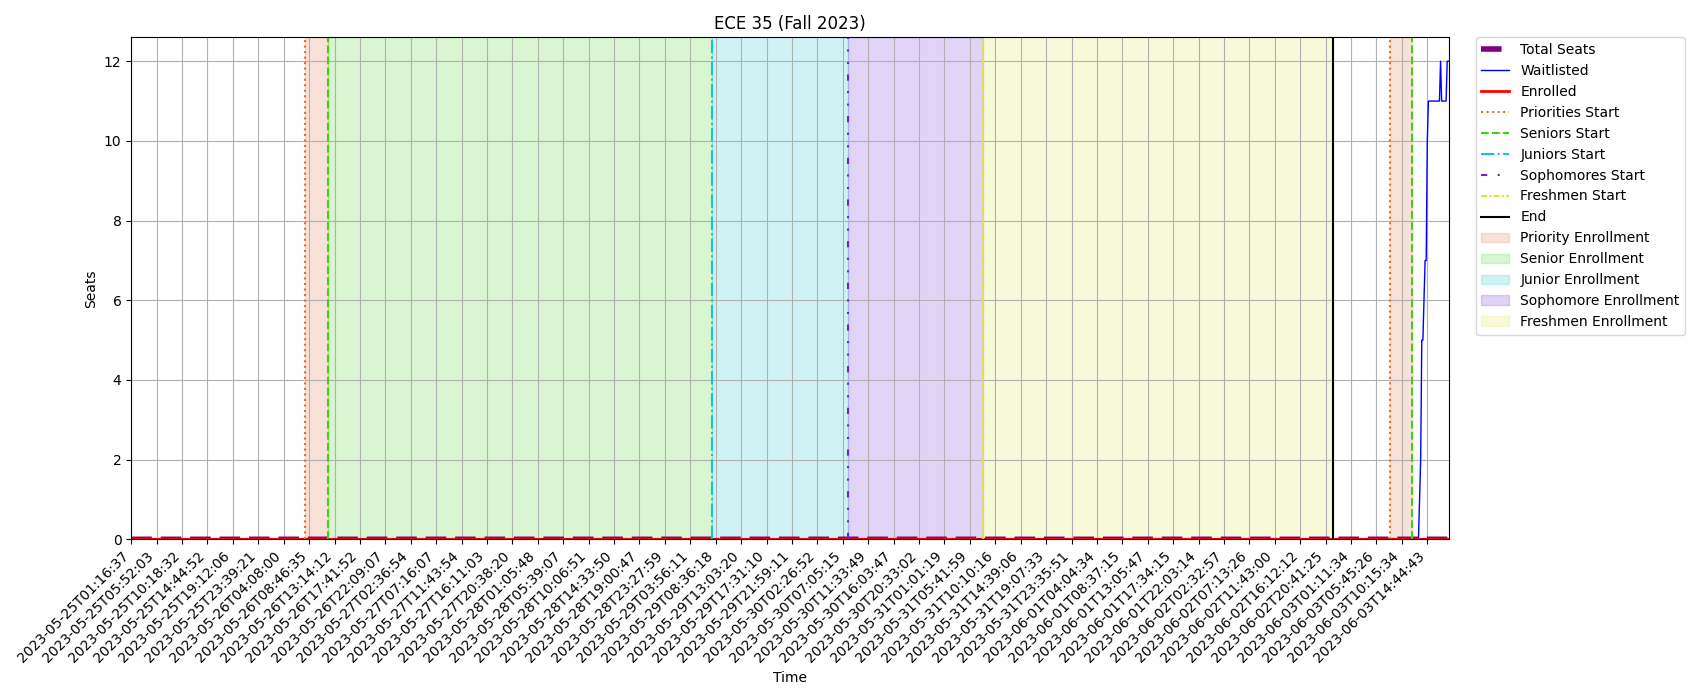 ECE 35 (Fall 2023)
Seats
12
10
8
6
4
2
0
2023-05-25T01:16:37
2023-05-25T05:52:03
2023-05-25T10:18:32
2023-05-25T14:44:52
2023-05-25T19:12:06
2023-05-25T23:39:21
2023-05-26T04:08:00
2023-05-26T08:46:35
2023-05-26T13:14:12
2023-05-26T17:41:52
2023-05-26T22:09:07
2023-05-27T02:36:54
2023-05-27T07:16:07
2023-05-27T11:43:54
2023-05-27T16:11:03
2023-05-27T20:38:20
2023-05-28T01:05:48
2023-05-28T05:39:07
2023-05-28T10:06:51
2023-05-28T14:33:50
2023-05-28T19:00:47
2023-05-28T23:27:59
2023-05-29T03:56:11
2023-05-29T08:36:18
2023-05-29T13:03:20
2023-05-29T17:31:10
2023-05-29T21:59:11
2023-05-30T02:26:52
2023-05-30T07:05:15
2023-05-30T11:33:49
2023-05-30T16:03:47
2023-05-30T20:33:02
2023-05-31T01:01:19
2023-05-31T05:41:59
2023-05-31T10:10:16
2023-05-31T14:39:06
2023-05-31T19:07:33
2023-05-31T23:35:51
2023-06-01T04:04:34
2023-06-01T08:37:15
2023-06-01T13:05:47
2023-06-01T17:34:15
2023-06-01T22:03:14
2023-06-02T02:32:57
2023-06-02T07:13:26
2023-06-02T11:43:00
2023-06-02T16:12:12
2023-06-02T20:41:25
2023-06-03T01:11:34
2023-06-03T05:45:26
2023-06-03T10:15:34
2023-06-03T14:44:43
Time
Total Seats
Waitlisted
Enrolled
Priorities Start
Seniors Start
Juniors Start
Sophomores Start
Freshmen Start
End
Priority Enrollment
Senior Enrollment
Junior Enrollment
Sophomore Enrollment
Freshmen Enrollment